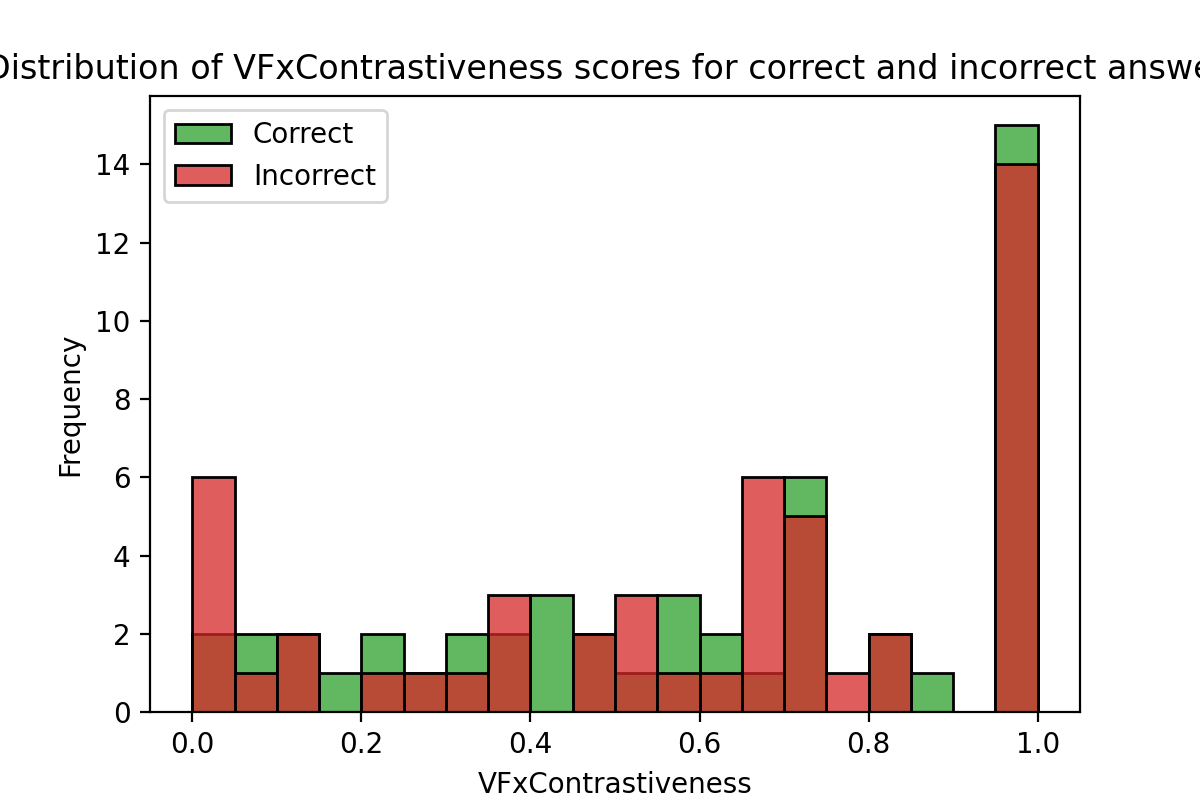 Distribution of VFxContrastiveness scores for correct and incorrect answe
Correct
Incorrect
14
12
10
8
6
4
2
0
Frequency
0.0 0.2 0.4 0.6 0.8 1.0
VFxContrastiveness